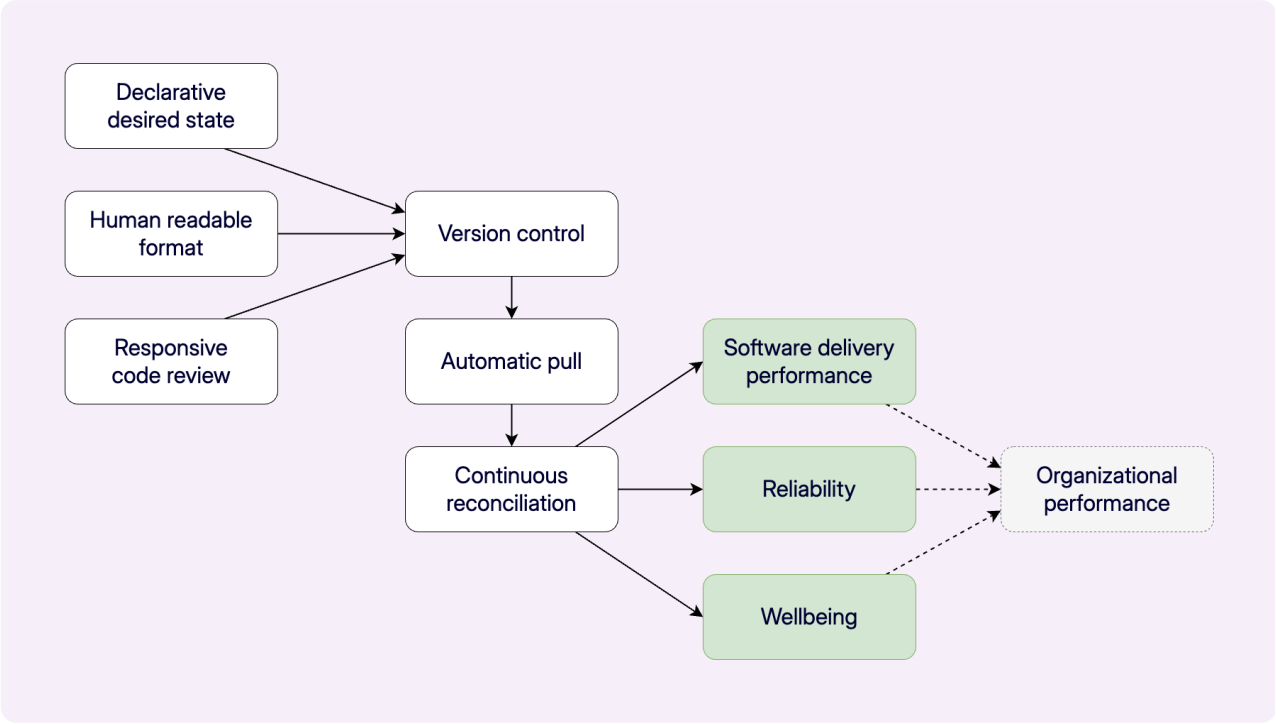 Declarative
desired state
Human readable
format
Responsive
code review
Version control
Automatic pull
Continuous
reconciliation
Software delivery
performance
Reliability
Wellbeing
Organizational
performance